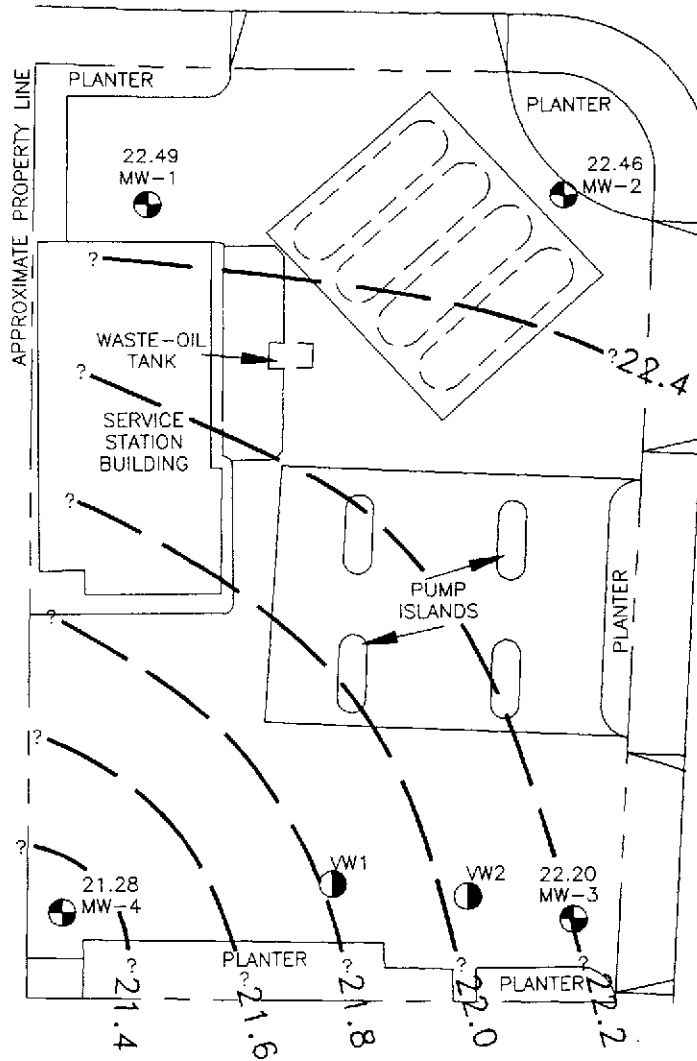 PLANTER
PLANTER
APPROXIMATE PROPERTY LINE
22.49
MW-1
22.46
MW-2
?
WASTE-OIL
TANK
?
?22.4
SERVICE
STATION
BUILDING
?
PUMP
ISLANDS
PLANTER
?
?
?
VW1
VW2
22.20
MW-3
21.28
MW-4
PLANTER
PLANTER
?
?
?
?
?
21.4
21.6
21.8
22.0
22.2